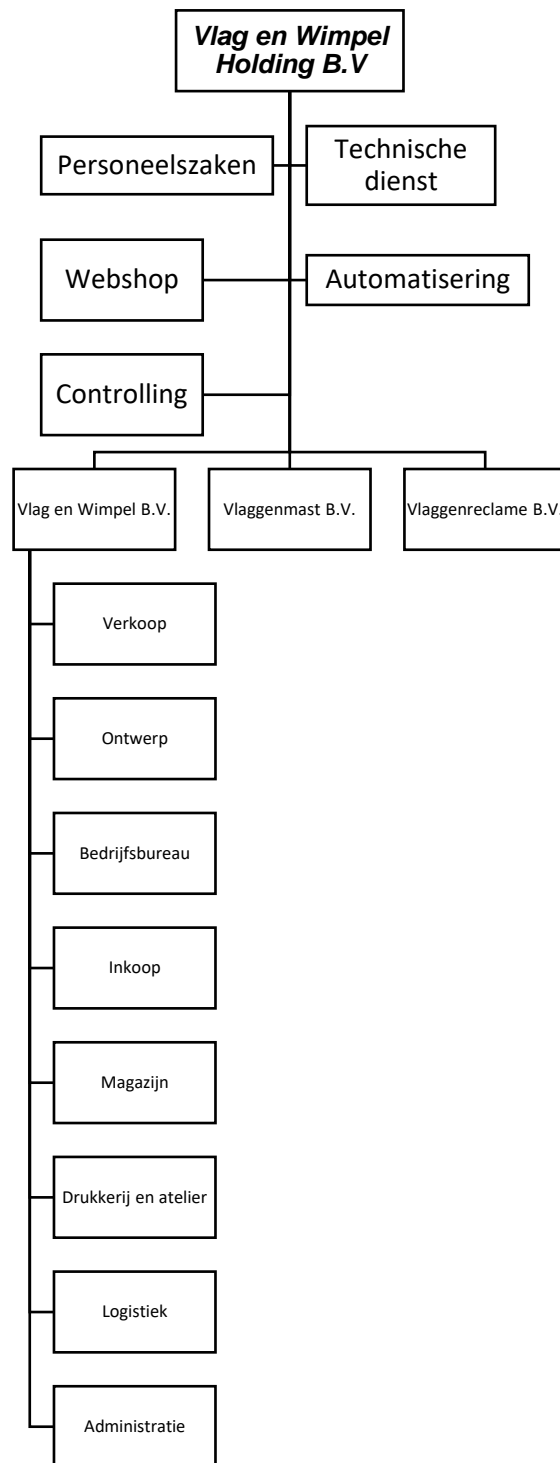 Vlag en Wimpel
Holding B.V
Personeelszaken
Technische
dienst
Webshop
Automatisering
Controlling
Vlag en Wimpel B.V.
Vlaggenmast B.V.
Vlaggenreclame B.V.
Verkoop
Ontwerp
Bedrijfsbureau
Inkoop
Magazijn
Drukkerij en atelier
Logistiek
Administratie